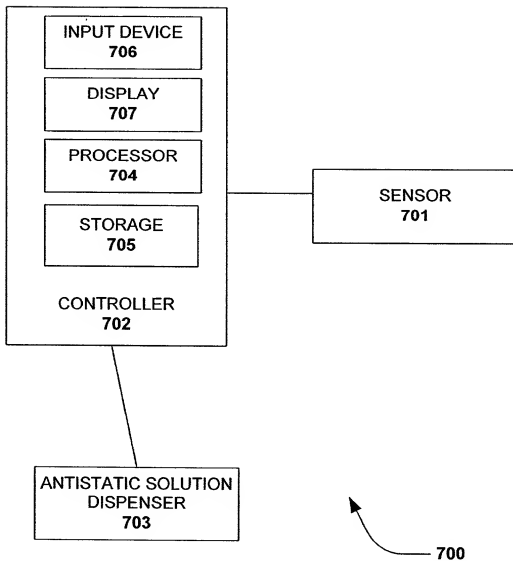 INPUT DEVICE
706
DISPLAY
707
PROCESSOR
704
STORAGE
705
CONTROLLER
702
SENSOR
701
ANTISTATIC SOLUTION
DISPENSER
703
700